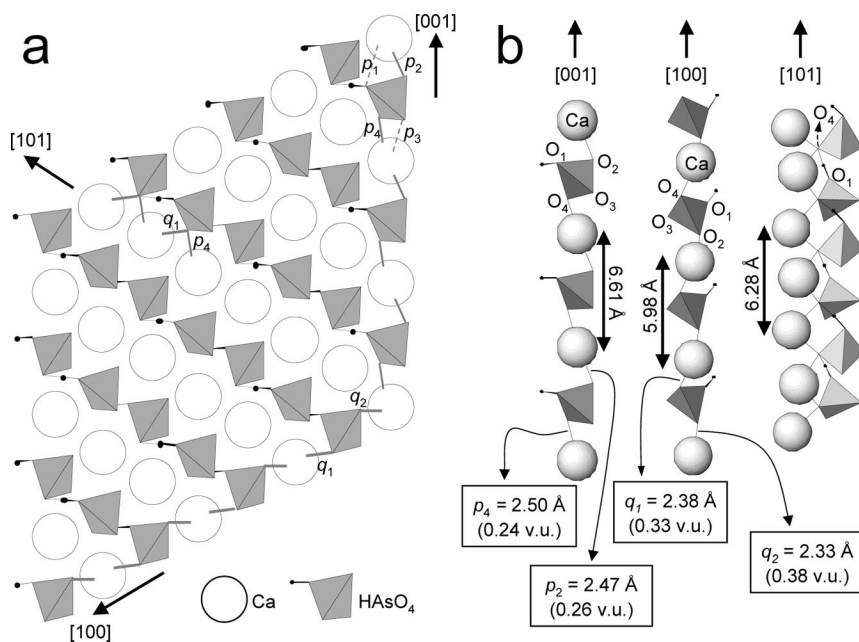 a
[001]
p1
p2
p4
p3
[101]
q1
p4
q2
q1
[100]
Ca
HAsO4
b
[001]
[100]
[101]
Ca
O1
O2
O3
O4
6.61 Å
Ca
O4
O1
O3
O2
5.98 Å
O4
O1
6.28 Å
p4 = 2.50 Å
(0.24 v.u.)
p2 = 2.47 Å
(0.26 v.u.)
q1 = 2.38 Å
(0.33 v.u.)
q2 = 2.33 Å
(0.38 v.u.)